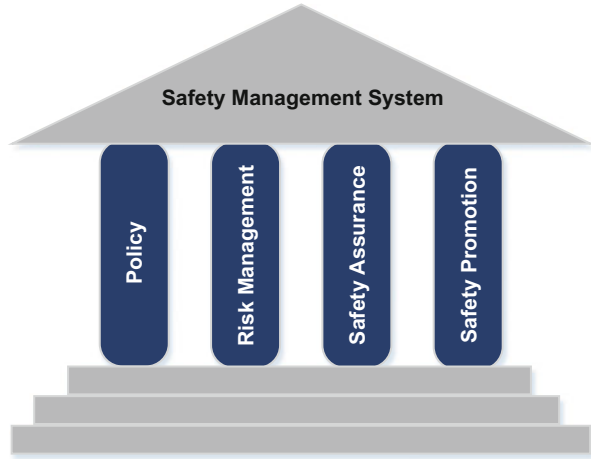 Safety Management System
Policy
Risk Management
Safety Assurance
Safety Promotion